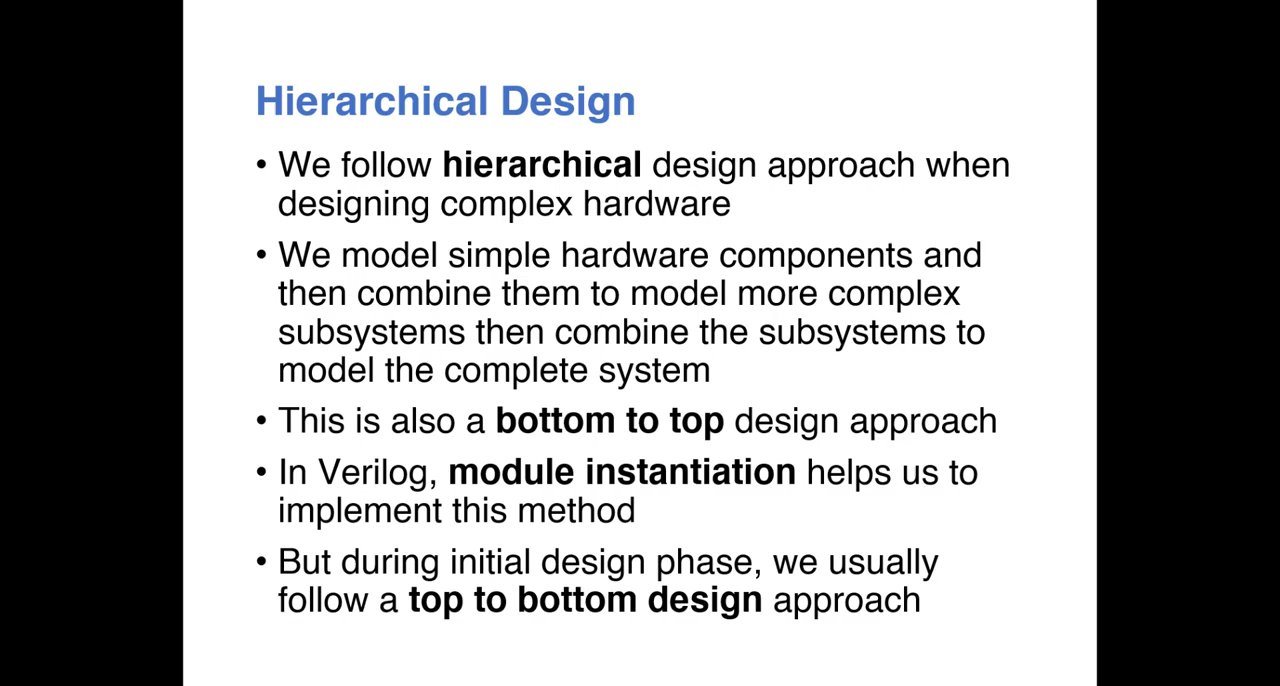 Hierarchical Design
• We follow hierarchical design approach when
designing complex hardware
• We model simple hardware components and
then combine them to model more complex
subsystems then combine the subsystems to
model the complete system
• This is also a bottom to top design approach
• In Verilog, module instantiation helps us to
implement this method
• But during initial design phase, we usually
follow a top to bottom design approach